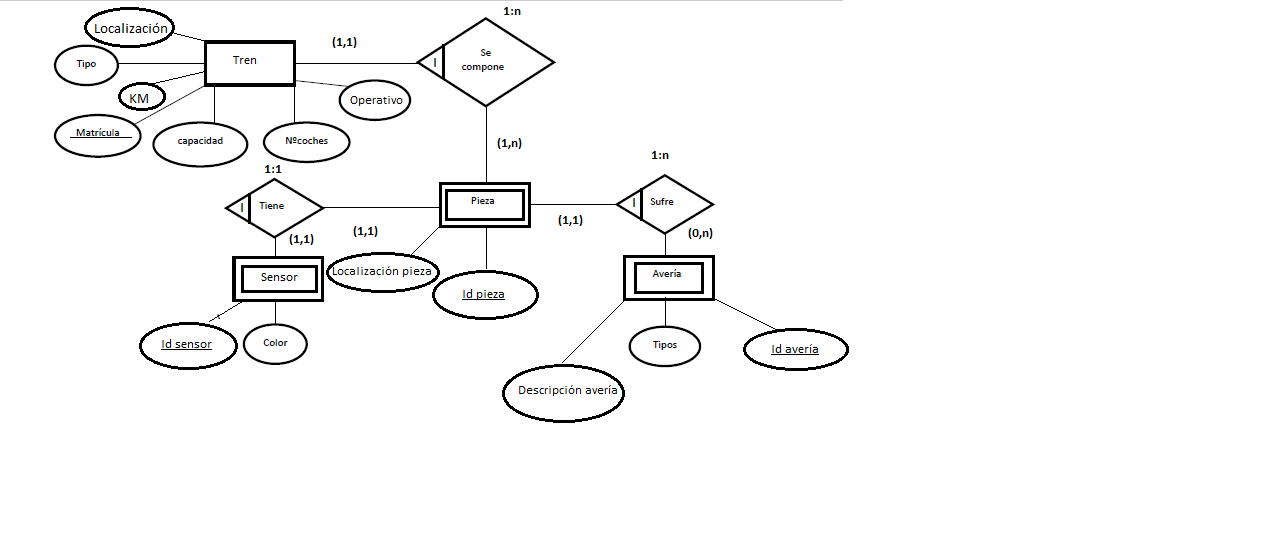 1:n
Localización
(1,1)
Se
compone
I
Tipo
Tren
KM
Operativo
Matrícula
capacidad
Nºcoches
(1,n)
1:n
1:1
I
Tiene
Pieza
I
Sufre
(1,1)
(1,1)
(1,1)
(0,n)
Sensor
Localización pieza
Avería
Id pieza
Id sensor
Color
Tipos
Id avería
Descripción avería